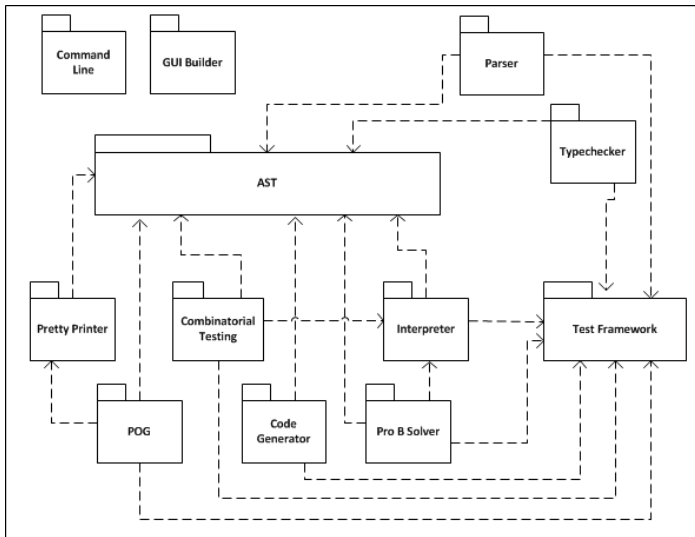 Command
Line
GUI Builder
Parser
Typechecker
AST
Pretty Printer
Combinatorial
Testing
Interpreter
Test Framework
POG
Code
Generator
Pro B Solver